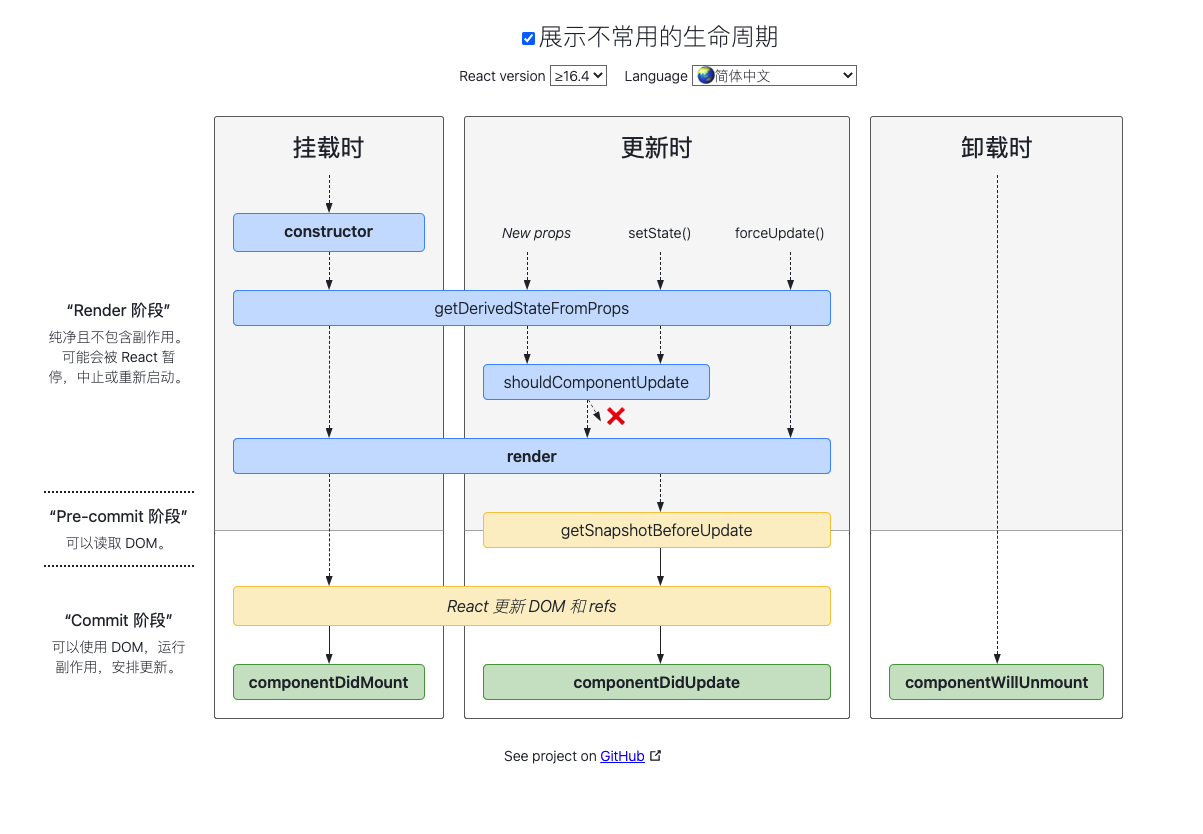 展示不常用的生命周期
React version ≥16.4 Language 简体中文
挂载时
更新时
卸载时
constructor
New props
setState()
forceUpdate()
“Render 阶段”
纯净且不包含副作用。
可能会被 React 暂
停，中止或重新启动。
getDerivedStateFromProps
shouldComponentUpdate
render
“Pre-commit 阶段”
可以读取 DOM。
getSnapshotBeforeUpdate
“Commit 阶段”
可以使用 DOM，运行
副作用，安排更新。
React 更新 DOM 和 refs
componentDidMount
componentDidUpdate
componentWillUnmount
See project on GitHub